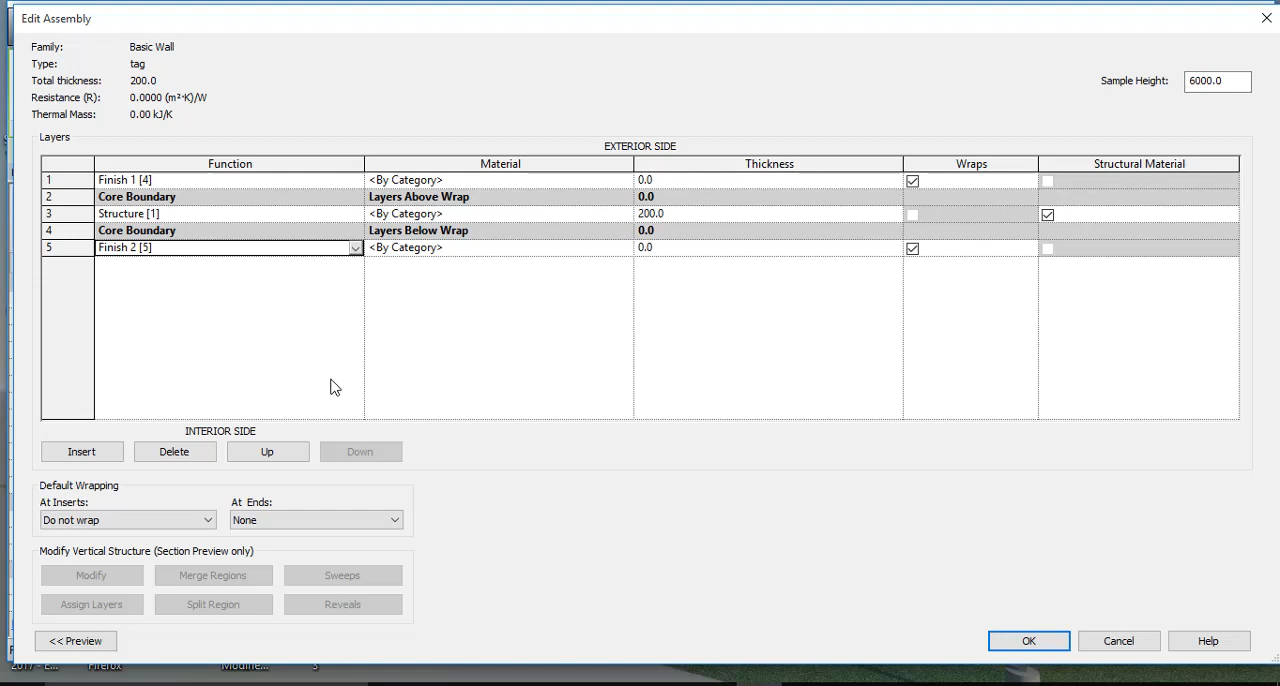 Edit Assembly
Family: Basic Wall
Type: tag
Total thickness: 200.0
Resistance (R): 0.0000 (m²·K)/W
Thermal Mass: 0.00 kJ/K
Sample Height: 6000.0
Layers
EXTERIOR SIDE
Function Material Thickness Wraps Structural Material
1 Finish 1 [4] <By Category> 0.0
2 Core Boundary Layers Above Wrap 0.0
3 Structure [1] <By Category> 200.0
4 Core Boundary Layers Below Wrap 0.0
5 Finish 2 [5] <By Category> 0.0
INTERIOR SIDE
Insert Delete Up Down
Default Wrapping
At Inserts: At Ends:
Do not wrap None
Modify Vertical Structure (Section Preview only)
Modify Merge Regions Sweeps
Assign Layers Split Region Reveals
<< Preview OK Cancel Help
2017 - E... Firefox Modifie... 3